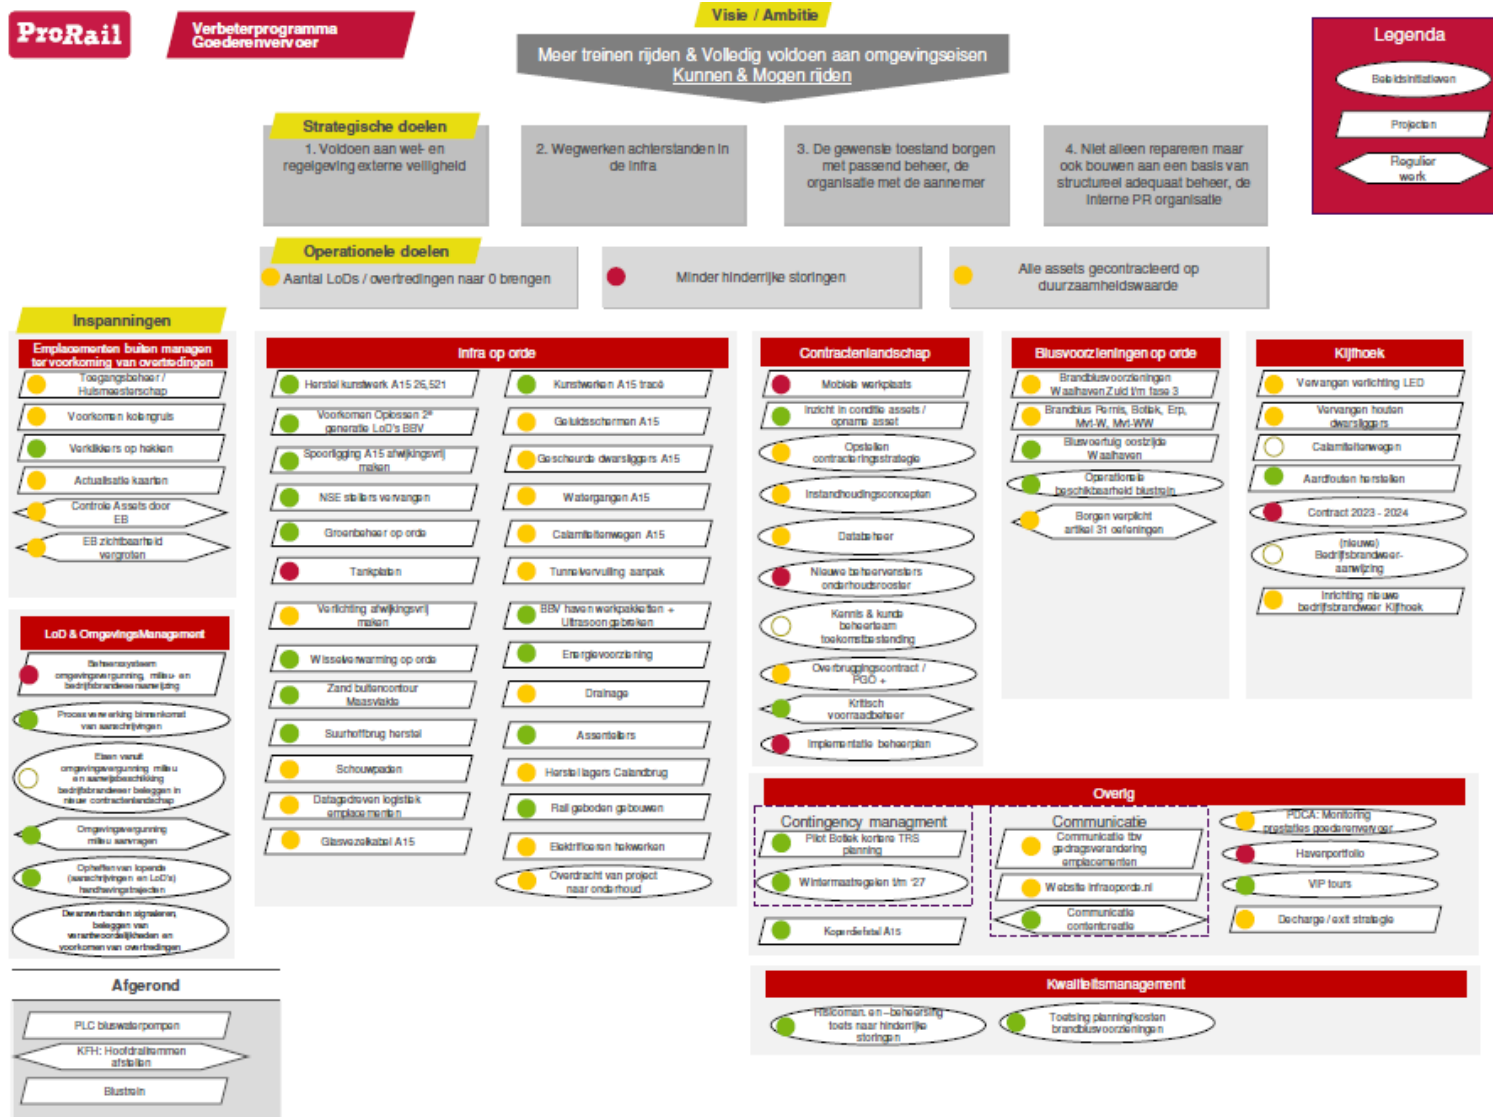 ProRail
Verbeterprogramma
Goederenvervoer
Visie / Ambitie
Meer treinen rijden & Volledig voldoen aan omgevingseisen
Kunnen & Mogen rijden
Legenda
Beleidsinitiatieven
Projecten
Regulier
werk
Strategische doelen
1. Voldoen aan wet- en
regelgeving externe veiligheid
2. Wegwerken achterstanden in
de infra
3. De gewenste toestand borgen
met passend beheer, de
organisatie met de aannemer
4. Niet alleen repareren maar
ook bouwen aan een basis van
structureel adequaat beheer, de
interne PR organisatie
Operationele doelen
Aantal LoDs / overtredingen naar 0 brengen
Minder hinderrijke storingen
Alle assets gecontracteerd op
duurzaamheidswaarde
Inspanningen
Emplacementen buiten managen
ter voorkoming van overtredingen
Toegangsbeheer /
Huismeesterschap
Voorkomen kolengruis
Verklikkers op hekken
Actualisatie kaarten
Controle Assets door
EB
EB zichtbaarheid
vergroten
LoD & OmgevingsManagement
Beheerssysteem
omgevingsvergunning, milieu- en
bedrijfsbrandweeraanwijzing
Proces verwerking binnenkomst
van aanschrijvingen
Eisen vanuit
omgevingsvergunning milieu
en aanwijsbeschikking
bedrijfsbrandweer beleggen in
nieuw contractenlandschap
Omgevingsvergunning
milieu aanvragen
Opheffen van lopende
(aanschrijvingen en LoD's)
handhavingstrajecten
Dwarsverbanden signaleren,
beleggen van
verantwoordelijkheden en
voorkomen van overtredingen
Afgerond
PLC bluswaterpompen
KFH: Hoofdrailremmen
afstellen
Blustrein
Infra op orde
Herstel kunstwerk A15 26,521
Voorkomen Oplossen 2e
generatie LoD's BBV
Spoorligging A15 afwijkingsvrij
maken
NSE stellers vervangen
Groenbeheer op orde
Tankplaten
Verlichting afwijkingsvrij
maken
Wisselverwarming op orde
Zand buitencontour
Maasvlakte
Suurhoffbrug herstel
Schouwpaden
Datagedreven logistiek
emplacementen
Glasvezelkabel A15
Kunstwerken A15 tracé
Geluidsschermen A15
Gescheurde dwarsliggers A15
Watergangen A15
Calamiteitenwegen A15
Tunnelvervuiling aanpak
BBV haven werkpakketten +
Ultrasoon gebreken
Energievoorziening
Drainage
Assentellers
Herstel lagers Calandbrug
Rail geboden gebouwen
Elektrificeren hekwerken
Overdracht van project
naar onderhoud
Contractenlandschap
Mobiele werkplaats
Inzicht in conditie assets /
opname asset
Opstellen
contracteringsstrategie
Instandhoudingsconcepten
Databeheer
Nieuwe beheervensters
onderhoudsrooster
Kennis & kunde
beheerteam
toekomstbestending
Overbruggingscontract /
PGO +
Kritisch
voorraadbeheer
Implementatie beheerplan
Blusvoorzieningen op orde
Brandblusvoorzieningen
Waalhaven Zuid t/m fase 3
Brandblus Pernis, Botlek, Erp,
Mvt-W, Mvt-WW
Blusvoertuig oostzijde
Waalhaven
Operationele
beschikbaarheid blustrein
Borgen verplicht
artikel 31 oefeningen
Kijfhoek
Vervangen verlichting LED
Vervangen houten
dwarsliggers
Calamiteitenwegen
Aardfouten herstellen
Contract 2023 - 2024
(nieuwe)
Bedrijfsbrandweer-
aanwijzing
Inrichting nieuwe
bedrijfsbrandweer Kijfhoek
Overig
Contingency managment
Pilot Botlek kortere TRS
planning
Wintermaatregelen t/m '27
Koperdiefstal A15
Communicatie
Communicatie tbv
gedragsverandering
emplacementen
Website infraoporde.nl
Communicatie
contentcreatie
PDCA: Monitoring
prestaties goederenvervoer
Havenportfolio
VIP tours
Decharge / exit strategie
Kwaliteitsmanagement
Risicoman. en –beheersing
toets naar hinderrijke
storingen
Toetsing planning/kosten
brandblusvoorzieningen